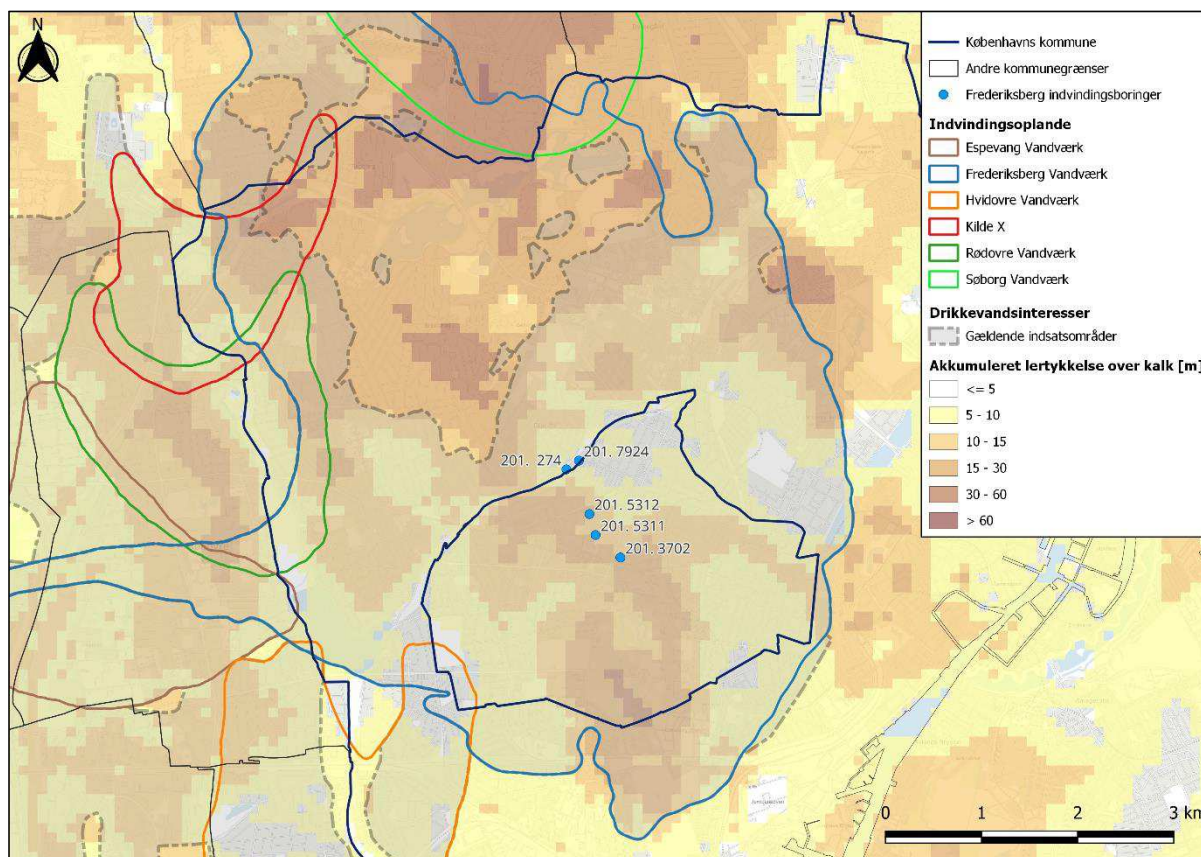 N
Københavns kommune
Andre kommunegrænser
Frederiksberg indvindingsboringer
Indvindingsoplande
Espevang Vandværk
Frederiksberg Vandværk
Hvidovre Vandværk
Kilde X
Rødovre Vandværk
Søborg Vandværk
Drikkevandsinteresser
Gældende indsatsområder
Akkumuleret lertykkelse over kalk [m]
<= 5
5 - 10
10 - 15
15 - 30
30 - 60
> 60
201. 7924
201. 274
201. 5312
201. 5311
201. 3702
0 1 2 3 km